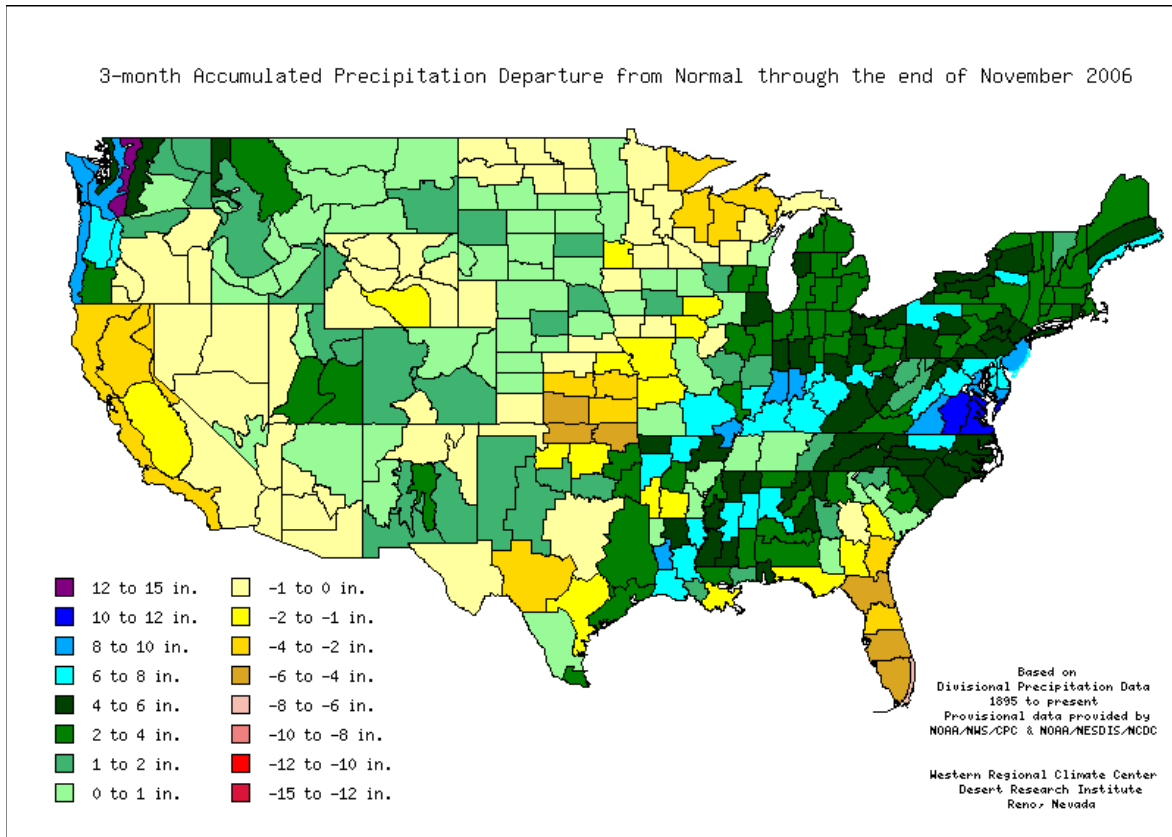 3-month Accumulated Precipitation Departure from Normal through the end of November 2006
12 to 15 in.
10 to 12 in.
8 to 10 in.
6 to 8 in.
4 to 6 in.
2 to 4 in.
1 to 2 in.
0 to 1 in.
-1 to 0 in.
-2 to -1 in.
-4 to -2 in.
-6 to -4 in.
-8 to -6 in.
-10 to -8 in.
-12 to -10 in.
-15 to -12 in.
Based on
Divisional Precipitation Data
1895 to present
Provisional data provided by
NOAA/NWS/CPC & NOAA/NESDIS/NCDC
Western Regional Climate Center
Desert Research Institute
Reno, Nevada